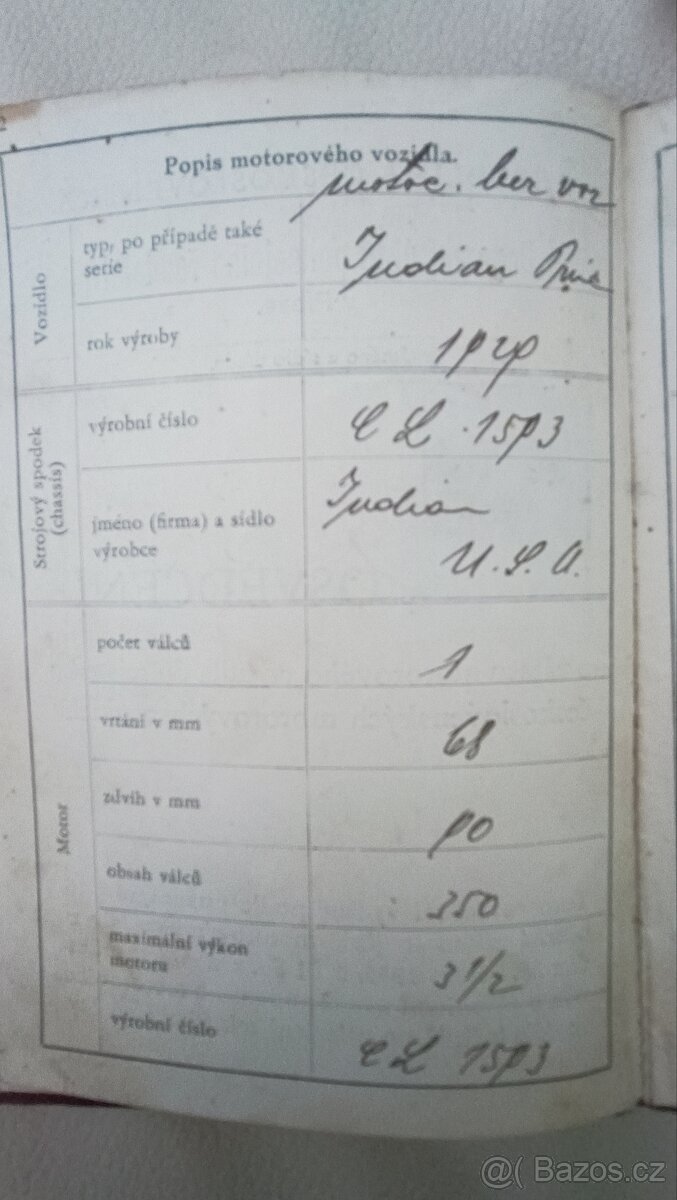 Popis motorového vozidla.
motoc. bez voz
Vozidlo
typ, po případě také
serie
Indian
rok výroby
1929
Strojový spodek
(chassis)
výrobní číslo
CL·1593
jméno (firma) a sídlo
výrobce
Indian
U.S.A.
Motor
počet válců
1
vrtání v mm
68
zdvih v mm
90
obsah válců
350
maximální výkon
motoru
3 1/2
výrobní číslo
CL 1593
@( Bazos.cz